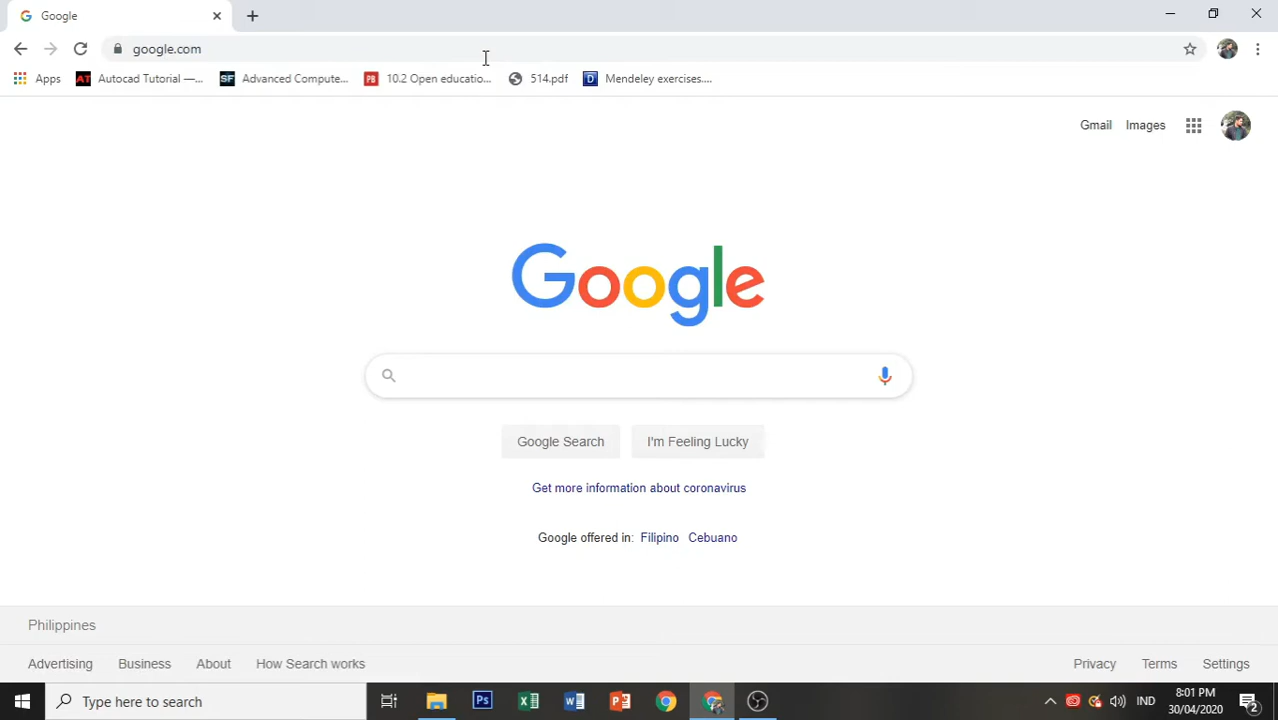 Google
google.com
Apps
Autocad Tutorial —...
Advanced Compute...
10.2 Open educatio...
514.pdf
Mendeley exercises....
Gmail Images
Google
Google Search I'm Feeling Lucky
Get more information about coronavirus
Google offered in: Filipino Cebuano
Philippines
Advertising Business About How Search works Privacy Terms Settings
Type here to search
IND
8:01 PM
30/04/2020
2